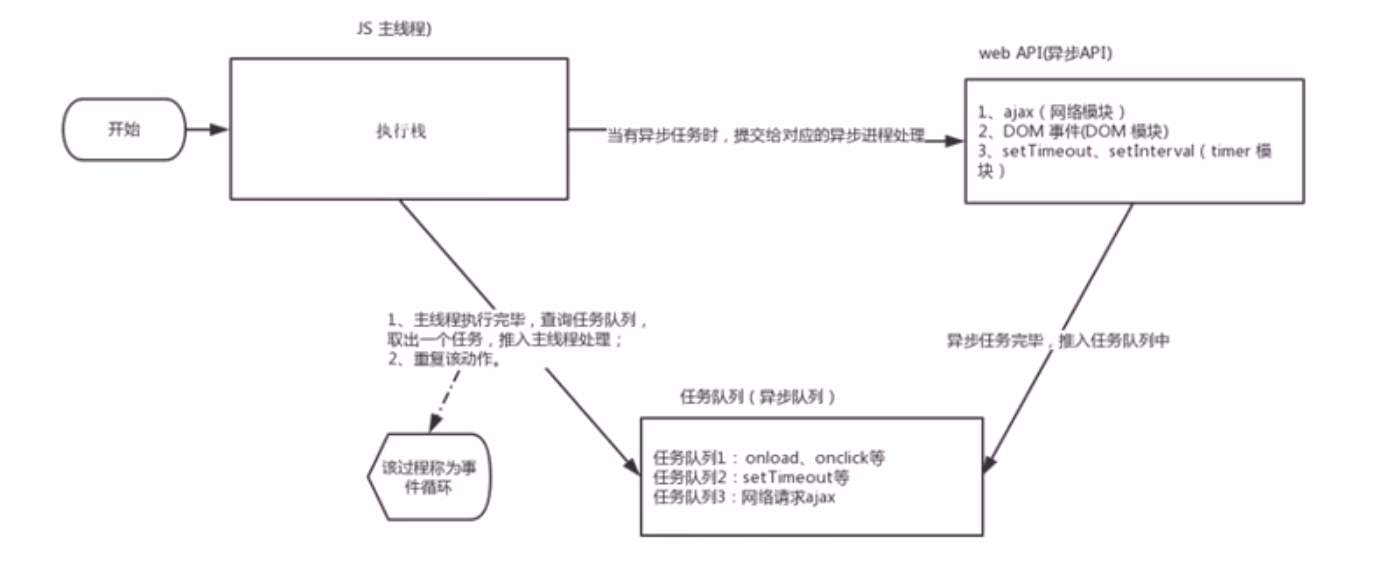 JS 主线程)
web API(异步API)
开始
执行栈
当有异步任务时，提交给对应的异步进程处理
1、ajax（网络模块）
2、DOM 事件(DOM 模块)
3、setTimeout、setInterval（timer 模
块）
1、主线程执行完毕，查询任务队列，
取出一个任务，推入主线程处理；
2、重复该动作。
异步任务完毕，推入任务队列中
任务队列（异步队列）
该过程称为事
件循环
任务队列1：onload、onclick等
任务队列2：setTimeout等
任务队列3：网络请求ajax